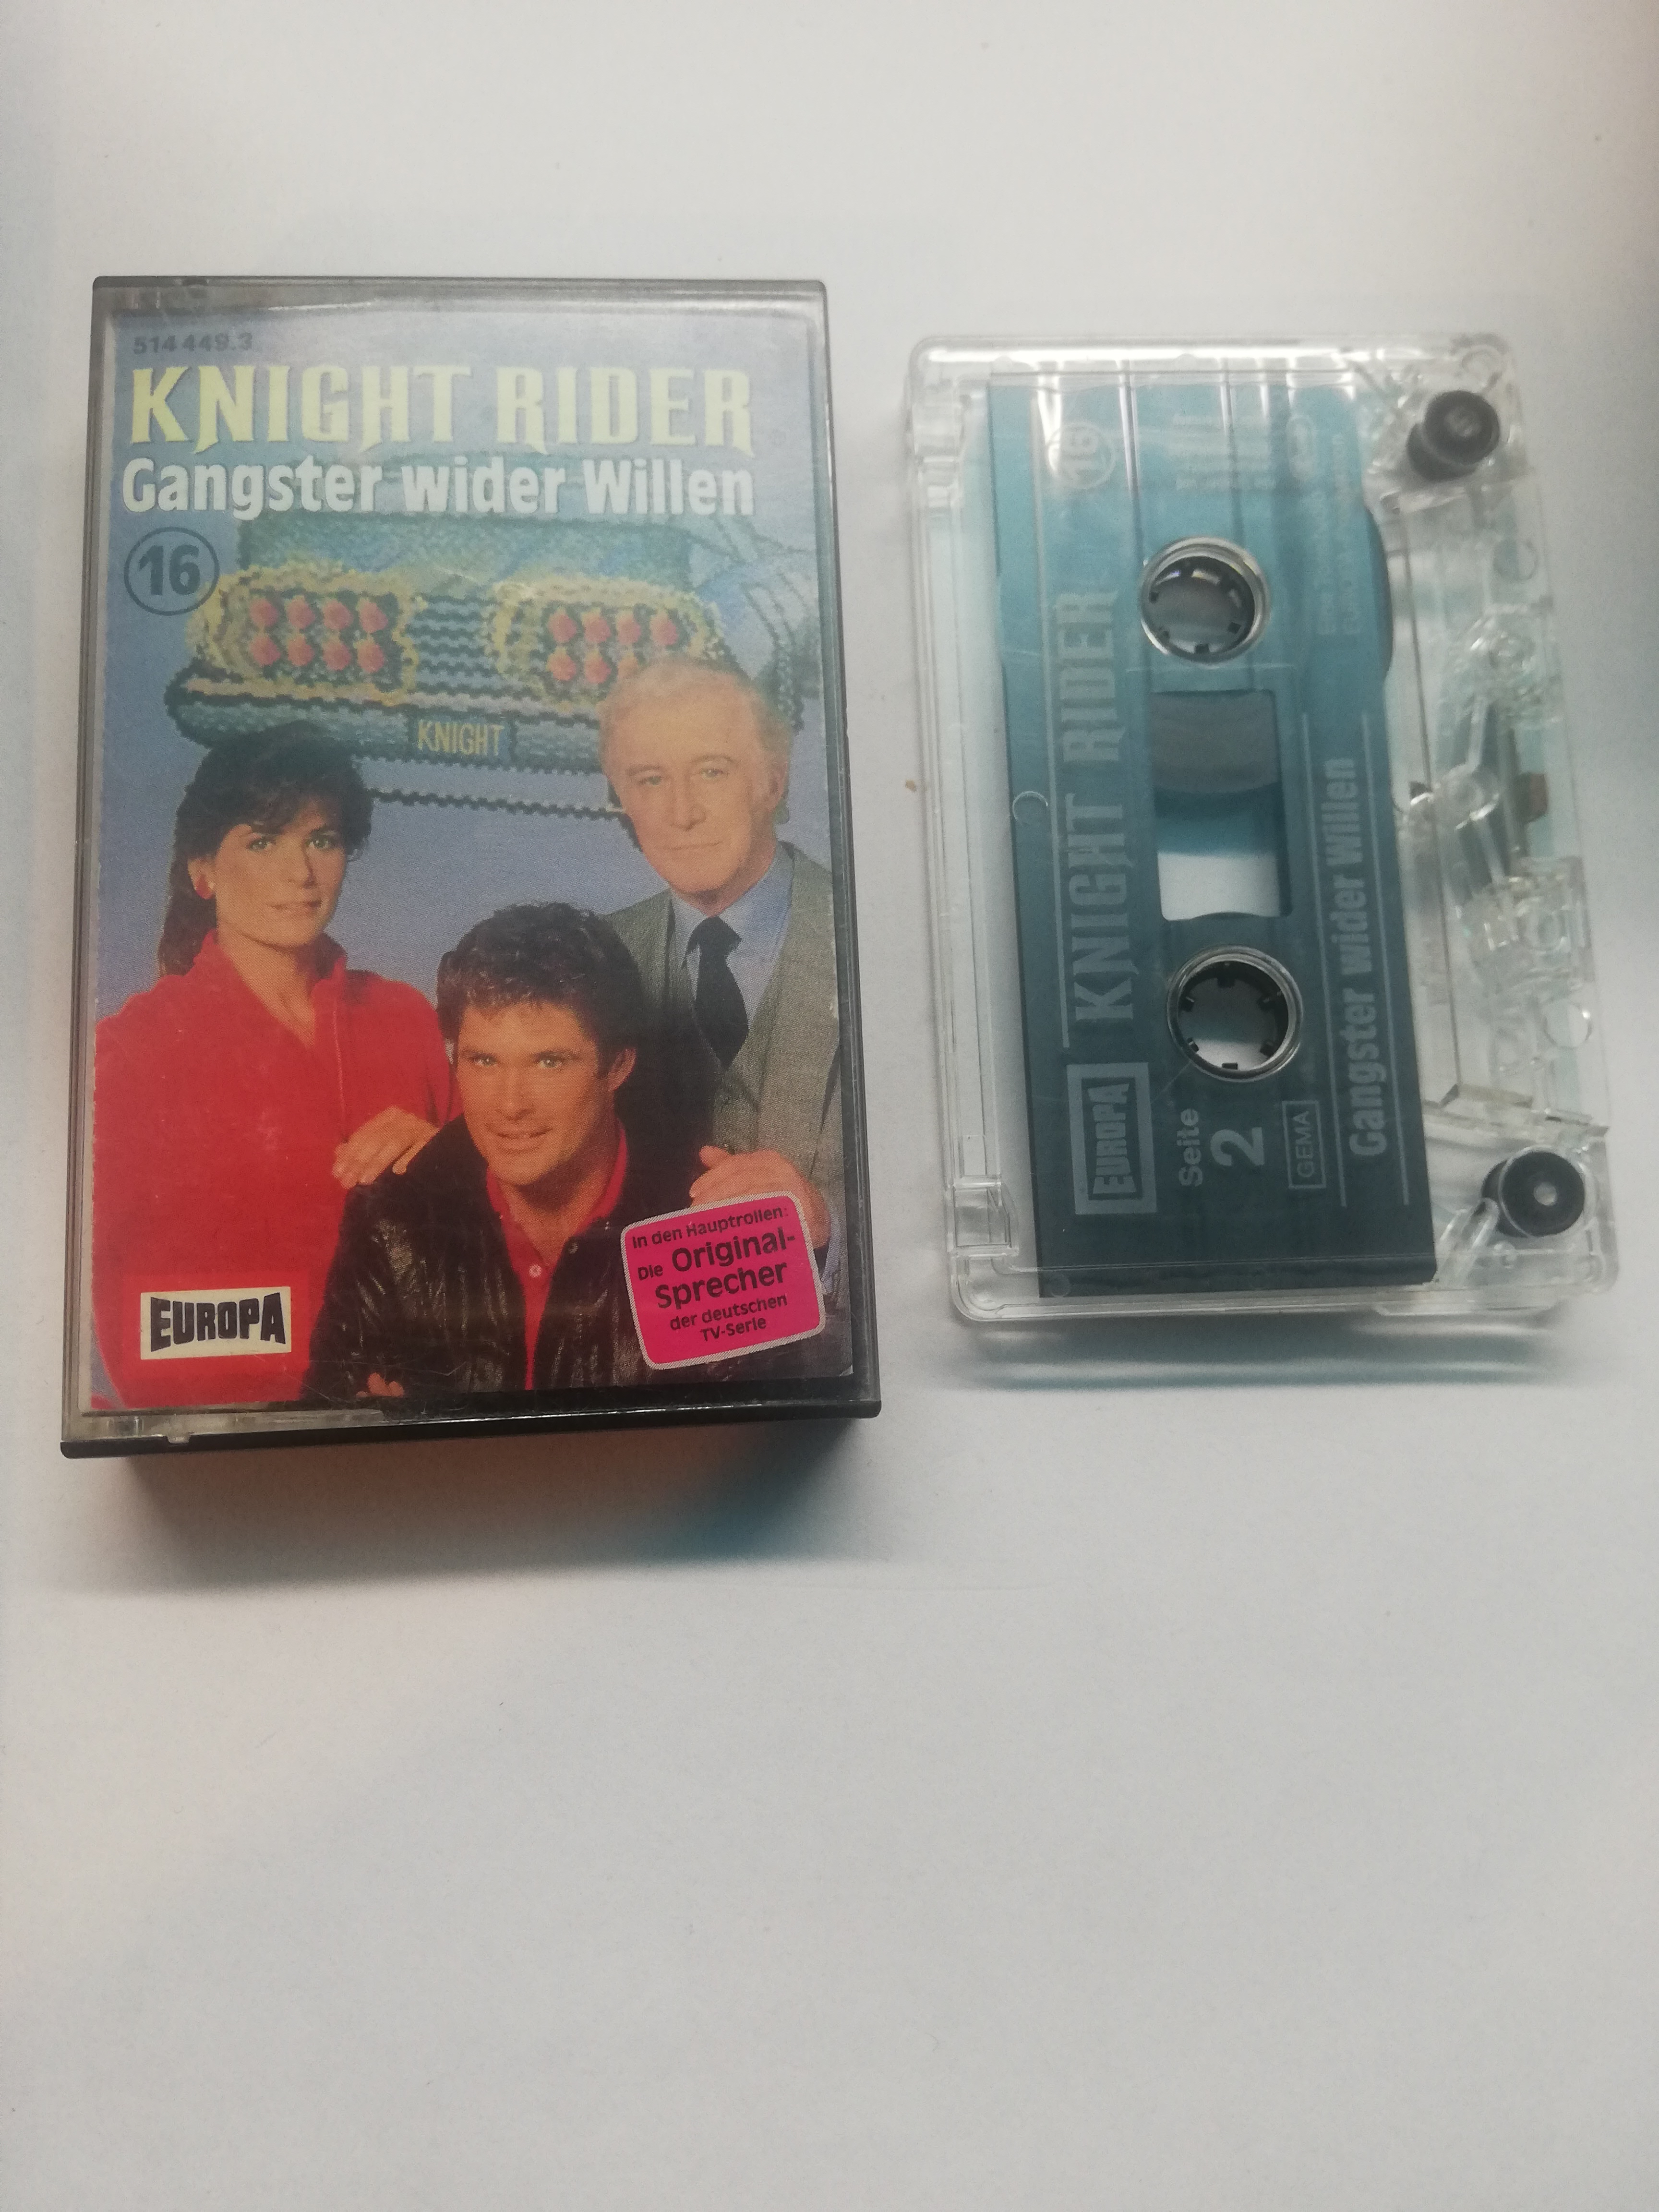 514 449.3
KNIGHT RIDER
Gangster wider Willen
16
KNIGHT
In den Hauptrollen:
Die Original-
Sprecher
der deutschen
TV-Serie
EUROPA
EUROPA
KNIGHT RIDER
16
Seite
2
GEMA
Gangster wider Willen